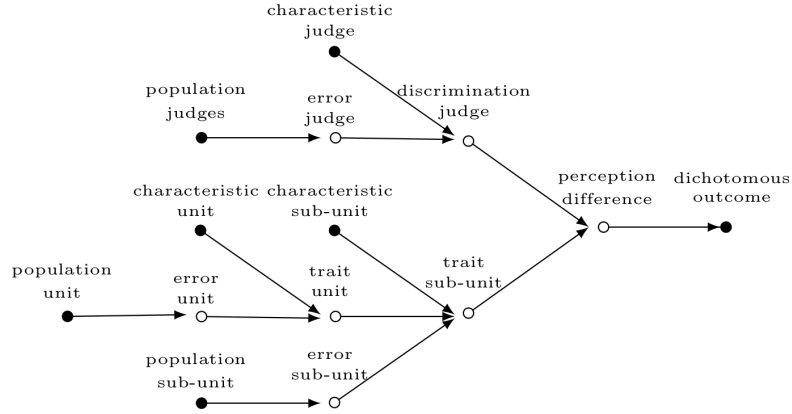 characteristic
judge
population
judges
error
judge
discrimination
judge
perception
difference
dichotomous
outcome
characteristic
unit
characteristic
sub-unit
population
unit
error
unit
trait
unit
trait
sub-unit
population
sub-unit
error
sub-unit